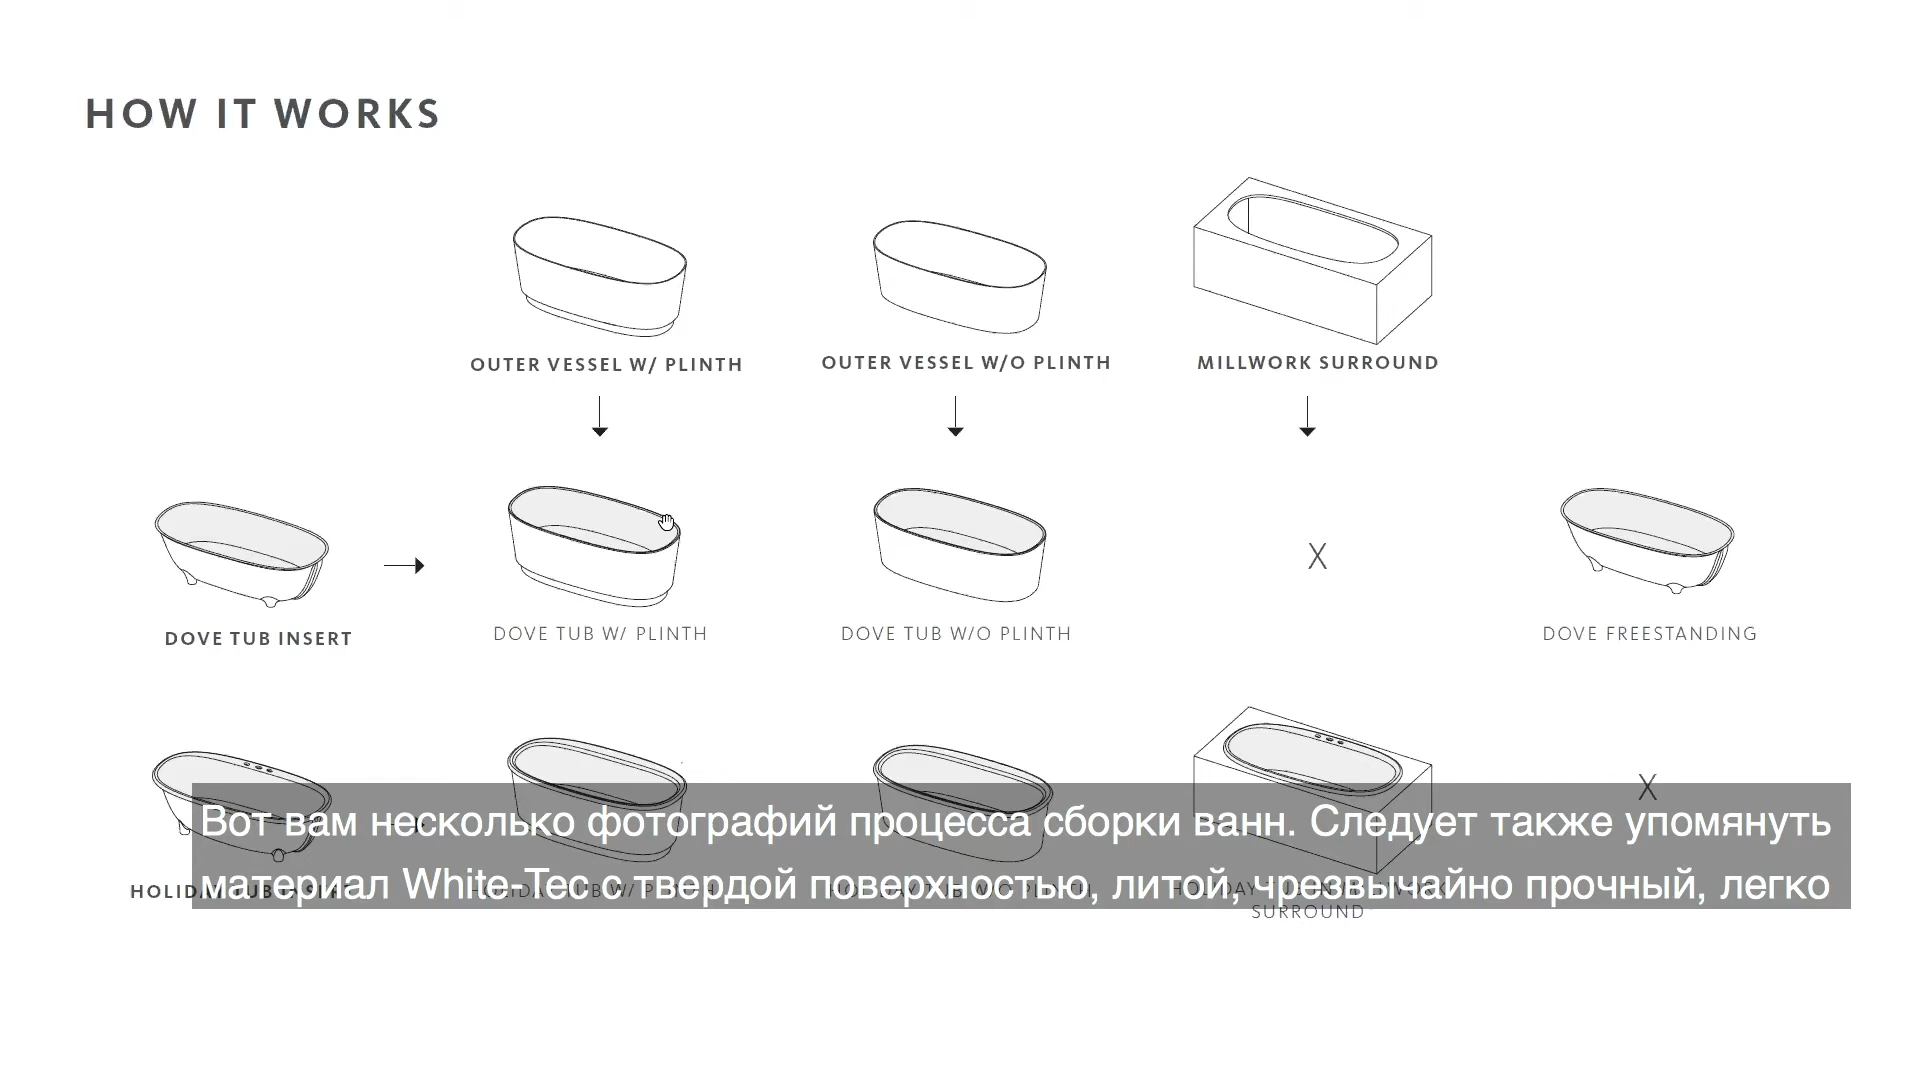 HOW IT WORKS
OUTER VESSEL W/ PLINTH
OUTER VESSEL W/O PLINTH
MILLWORK SURROUND
X
DOVE TUB INSERT
DOVE TUB W/ PLINTH
DOVE TUB W/O PLINTH
DOVE FREESTANDING
X
Вот вам несколько фотографий процесса сборки ванн. Следует также упомянуть
материал White-Tec с твердой поверхностью, литой, чрезвычайно прочный, легко
SURROUND